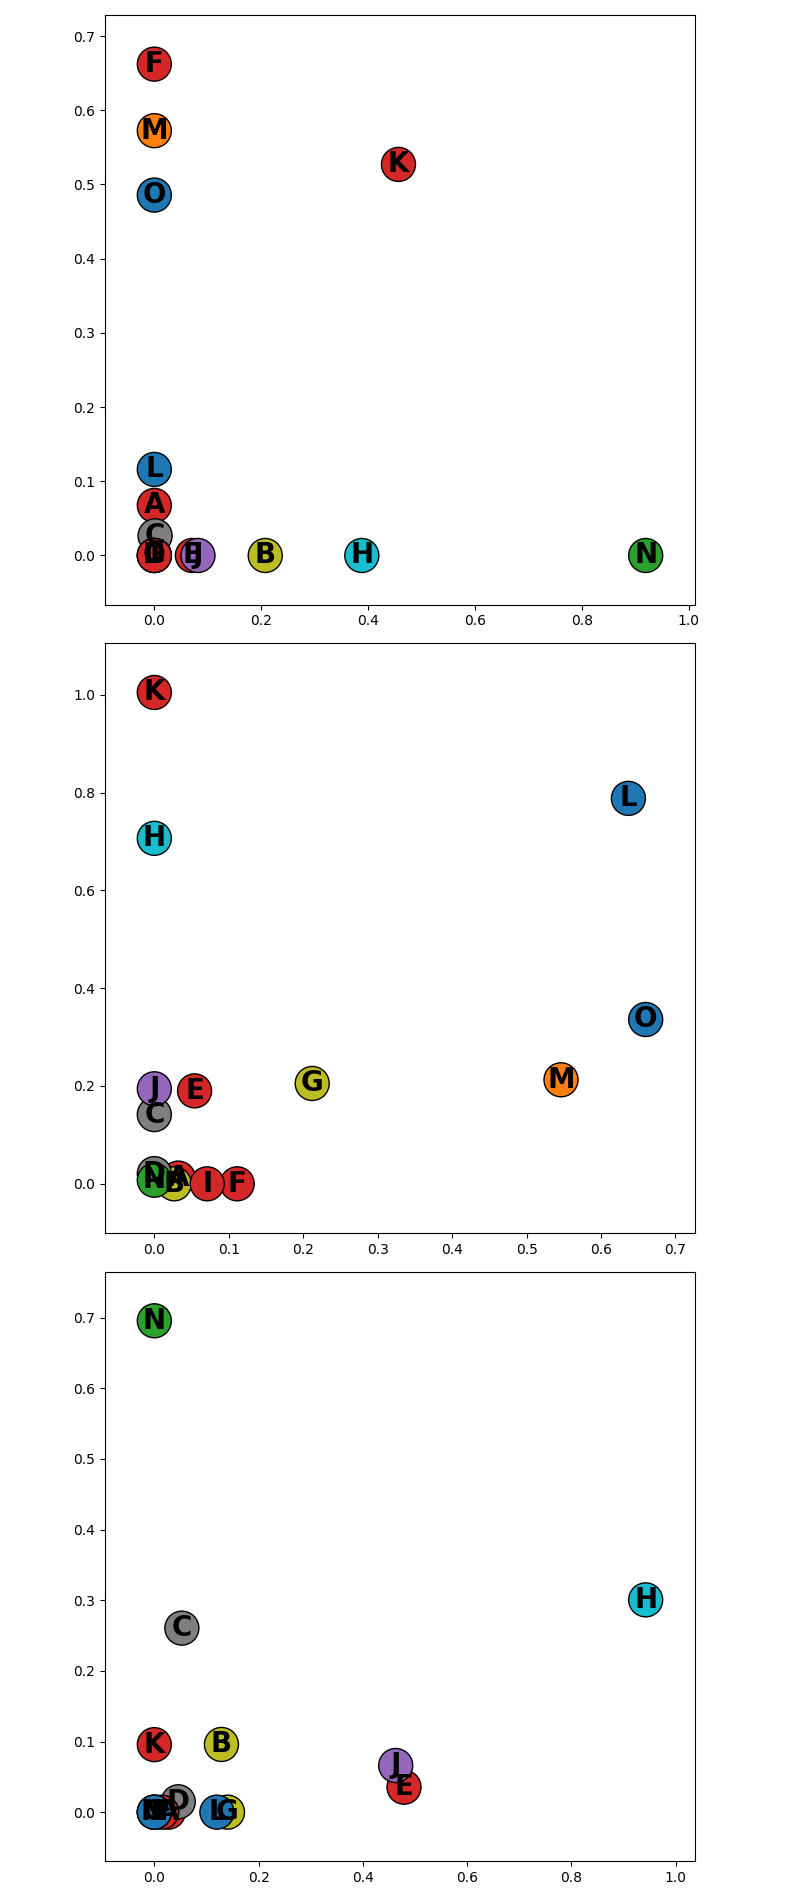 0.7
F
0.6
M
K
0.5
O
0.4
0.3
0.2
L
0.1
A
C
0.0
E J B H N
0.0 0.2 0.4 0.6 0.8 1.0
K
1.0
L
0.8
H
0.6
0.4
O
M
G
0.2 J E
C
D A
0.0 N B I F
0.0 0.1 0.2 0.3 0.4 0.5 0.6 0.7
N
0.7
0.6
0.5
0.4
H
0.3
C
0.2
0.1 K B
J
E
D
0.0 A L G
0.0 0.2 0.4 0.6 0.8 1.0